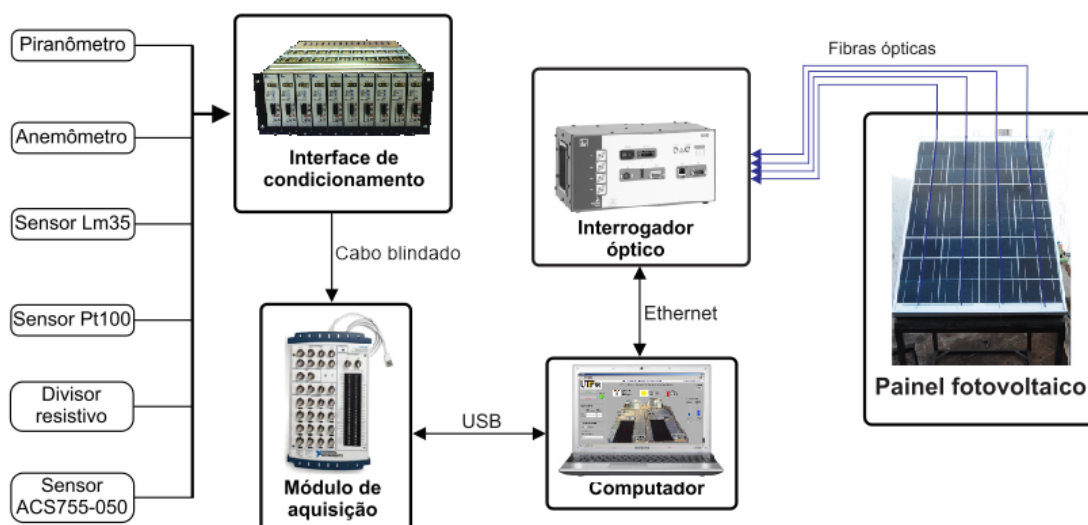 Piranômetro
Anemômetro
Sensor Lm35
Sensor Pt100
Divisor
resistivo
Sensor
ACS755-050
Interface de
condicionamento
Cabo blindado
Módulo de
aquisição
USB
Interrogador
óptico
Ethernet
Computador
Fibras ópticas
Painel fotovoltaico